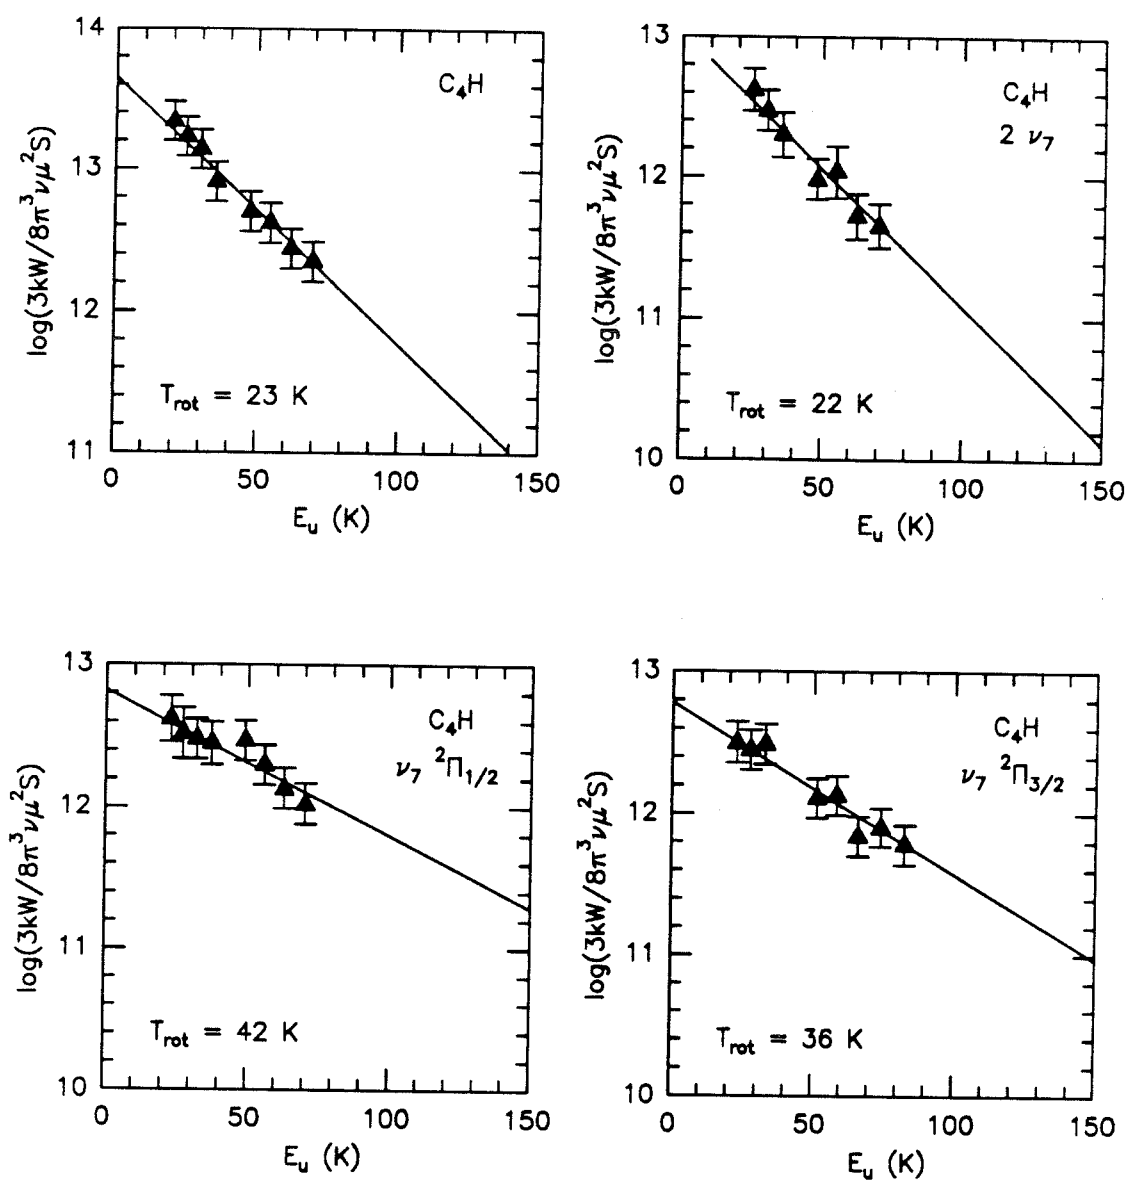 14
13
12
11
0 50 100 150
log(3kW/8π³νμ²S)
E_u (K)
C₄H
T_rot = 23 K
13
12
11
10
0 50 100 150
log(3kW/8π³νμ²S)
E_u (K)
C₄H
2 ν₇
T_rot = 22 K
13
12
11
10
0 50 100 150
log(3kW/8π³νμ²S)
E_u (K)
C₄H
ν₇ ²Π₁/₂
T_rot = 42 K
13
12
11
10
0 50 100 150
log(3kW/8π³νμ²S)
E_u (K)
C₄H
ν₇ ²Π₃/₂
T_rot = 36 K